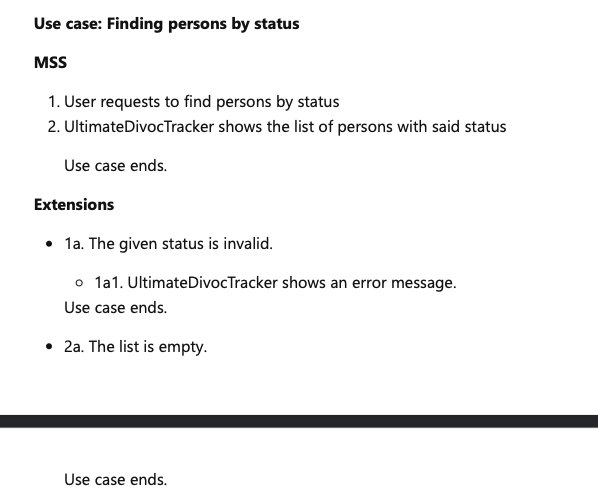 Use case: Finding persons by status
MSS
1. User requests to find persons by status
2. UltimateDivocTracker shows the list of persons with said status
Use case ends.
Extensions
• 1a. The given status is invalid.
◦ 1a1. UltimateDivocTracker shows an error message.
Use case ends.
• 2a. The list is empty.
Use case ends.